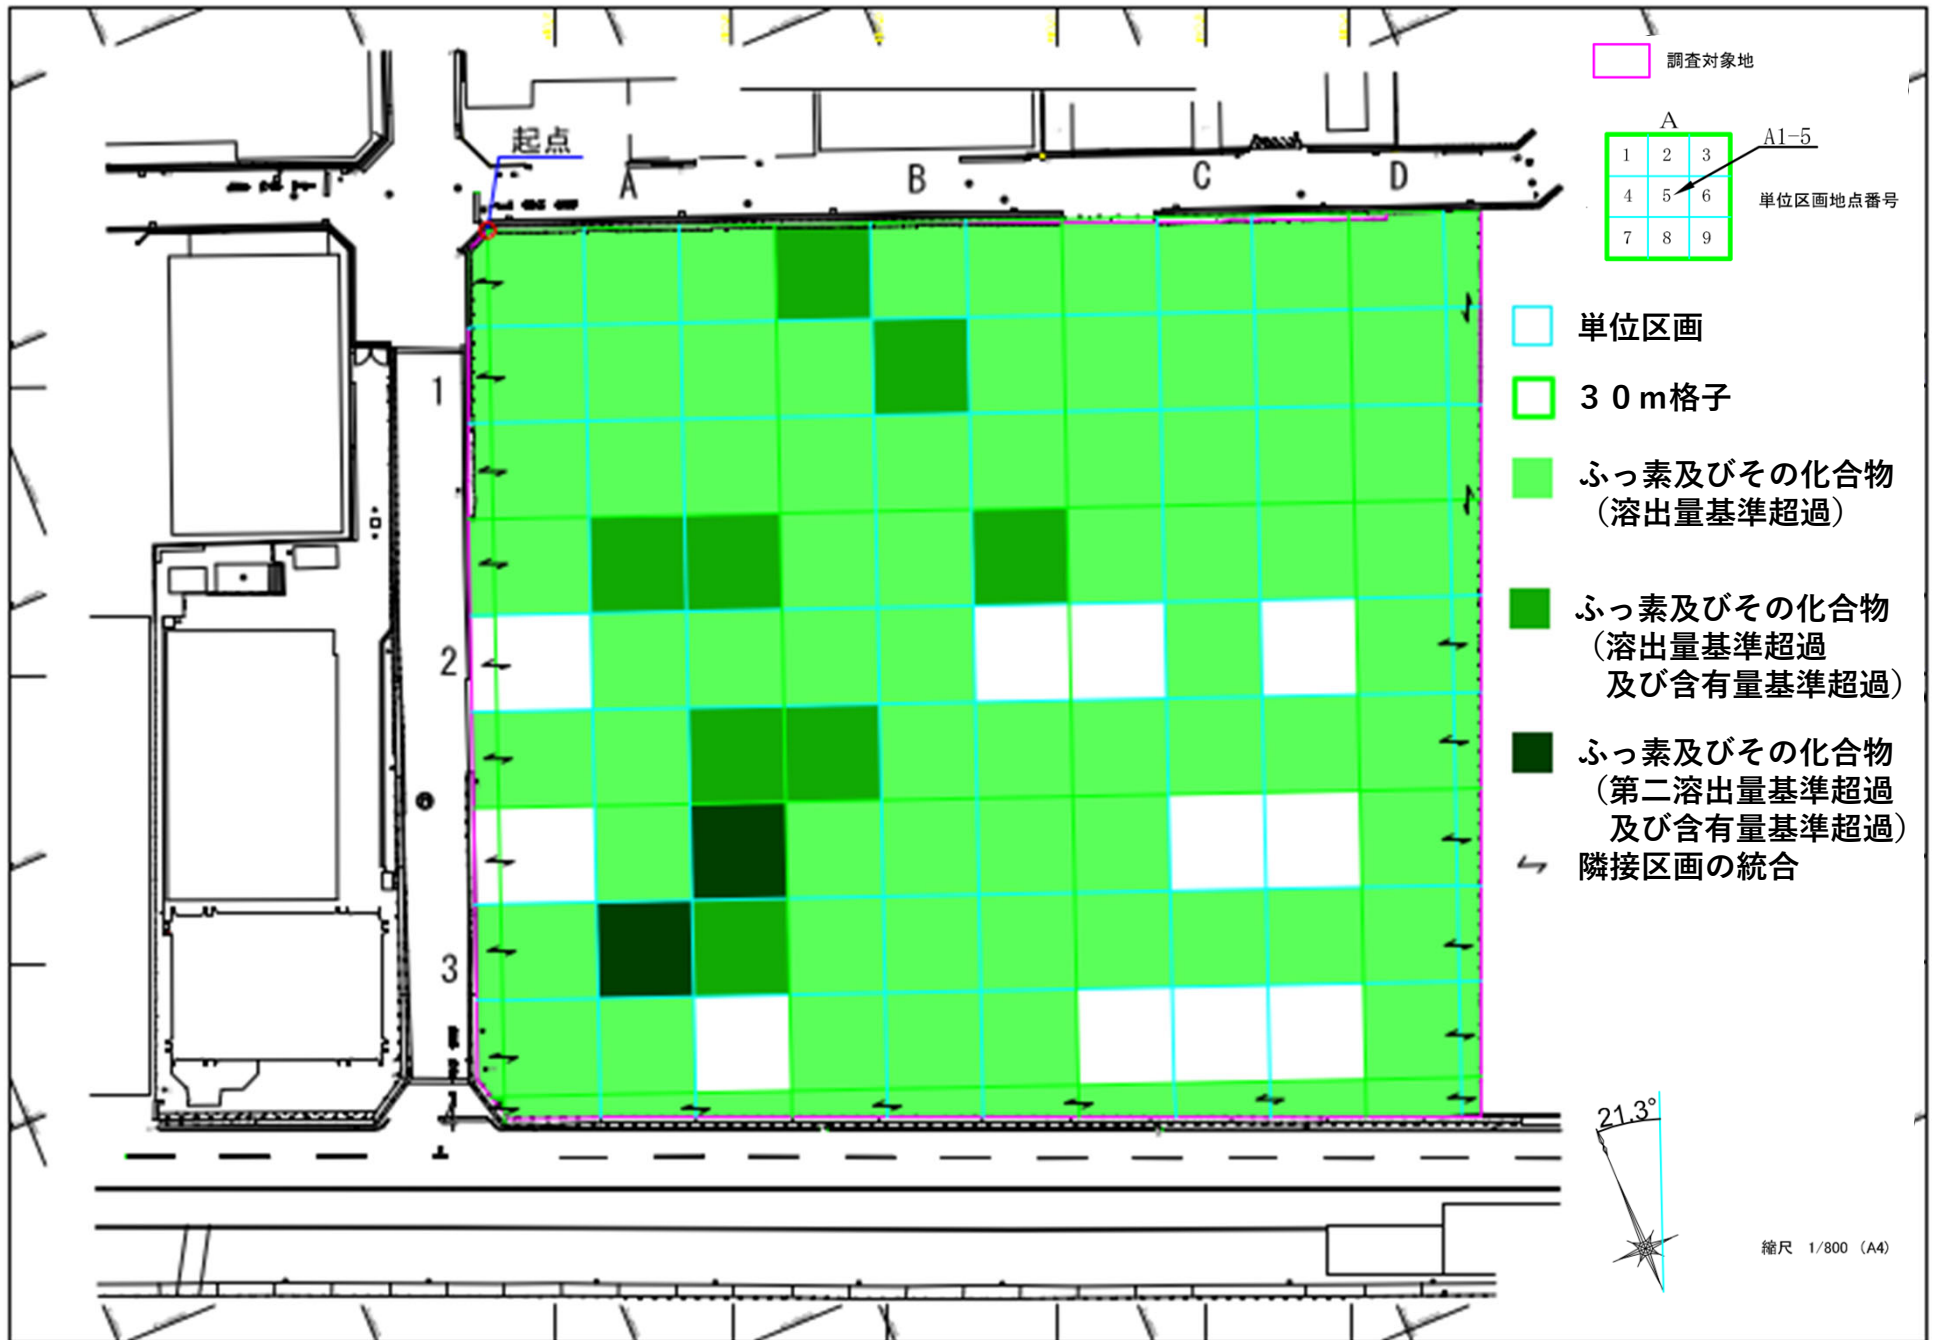 調査対象地
起点
A
B
C
D
A
A1-5
1 2 3
4 5 6
7 8 9
単位区画地点番号
単位区画
30m格子
ふっ素及びその化合物
（溶出量基準超過）
ふっ素及びその化合物
（溶出量基準超過
及び含有量基準超過）
ふっ素及びその化合物
（第二溶出量基準超過
及び含有量基準超過）
隣接区画の統合
1
2
3
4
21.3°
縮尺 1/800 (A4)